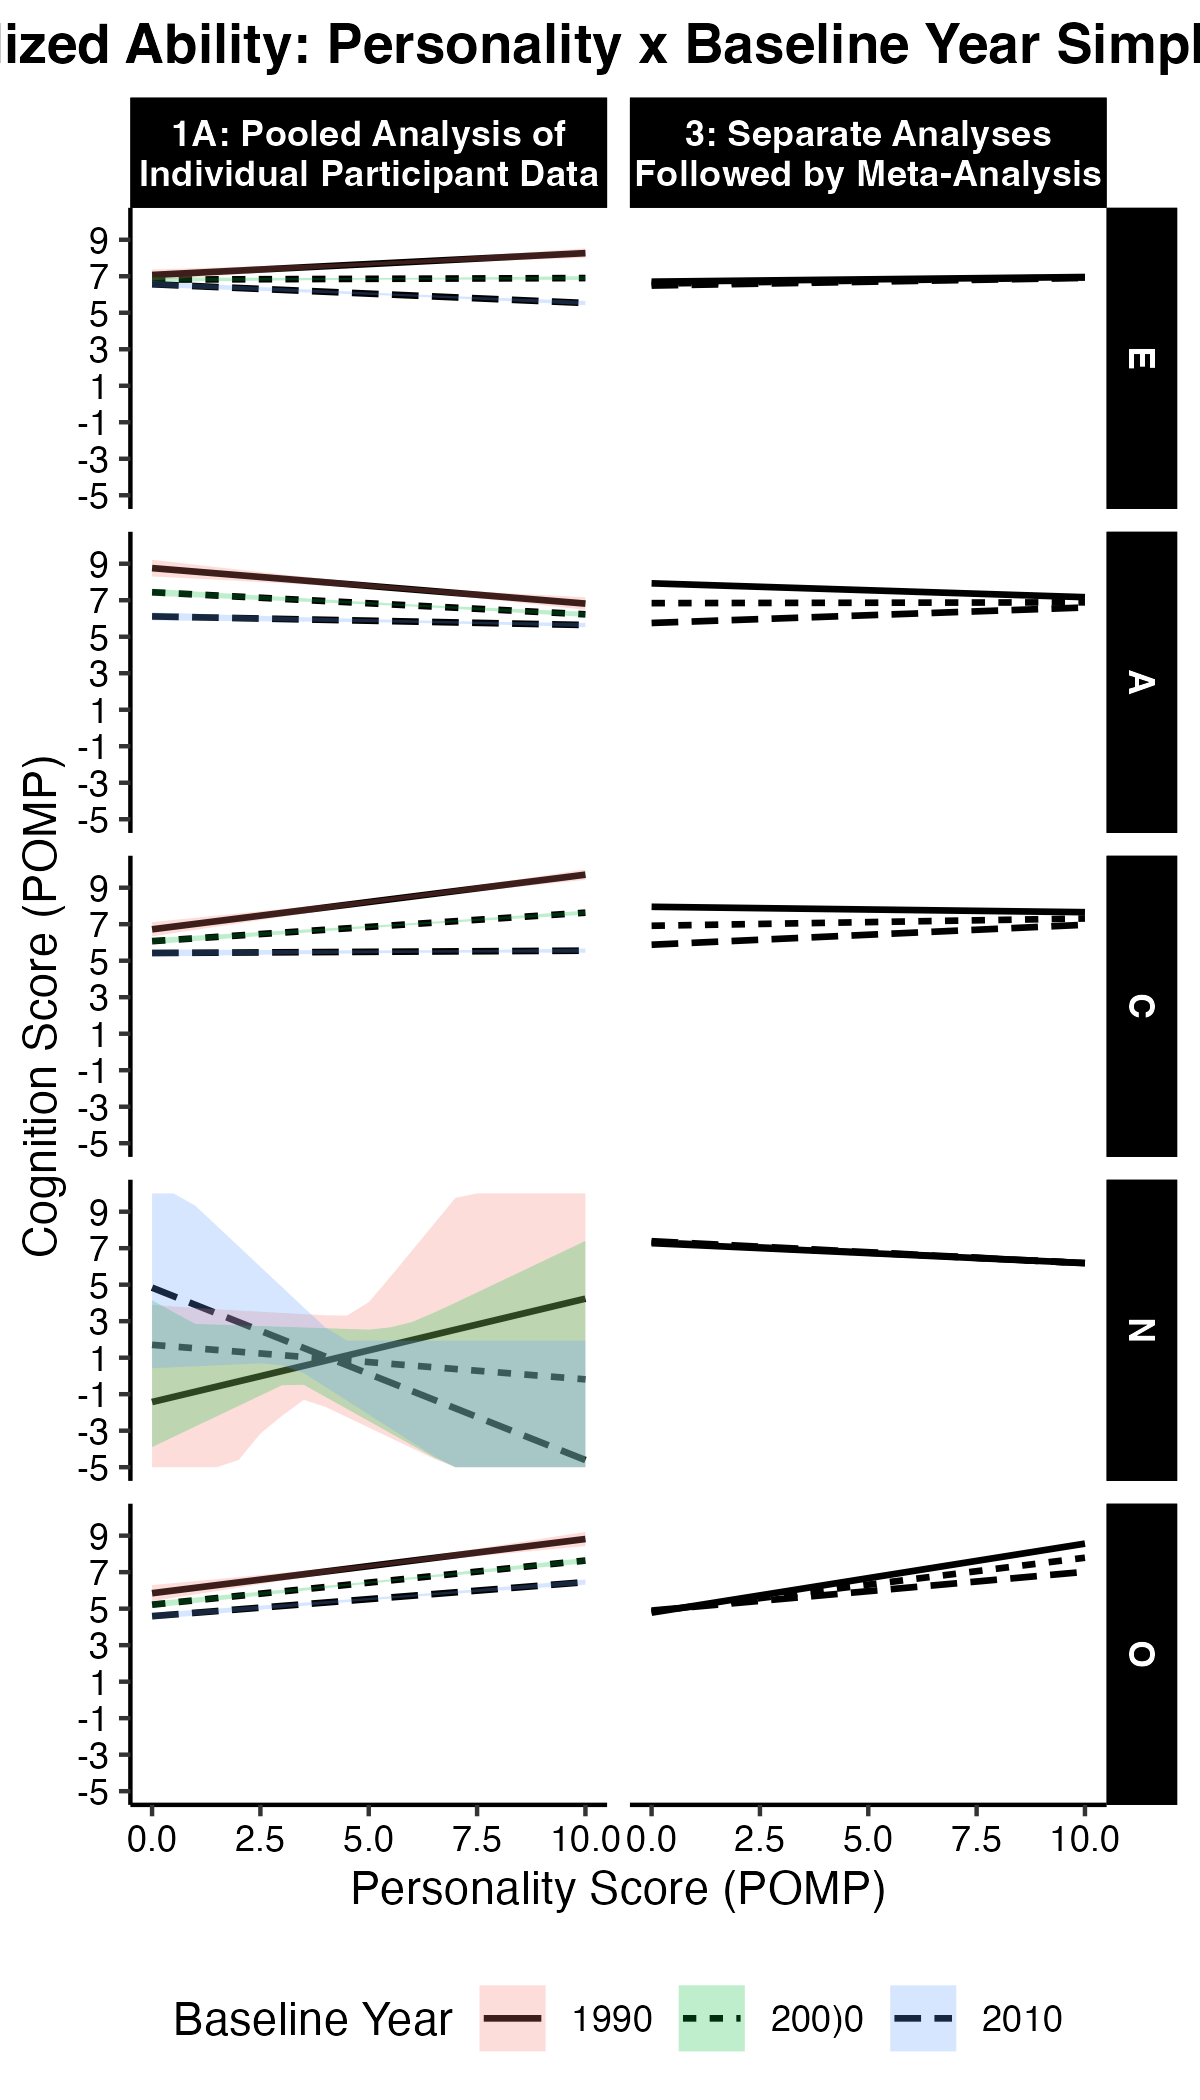 lized Ability: Personality x Baseline Year Simpl
1A: Pooled Analysis of
Individual Participant Data
3: Separate Analyses
Followed by Meta-Analysis
Cognition Score (POMP)
9
7
5
3
1
-1
-3
-5
E
9
7
5
3
1
-1
-3
-5
A
9
7
5
3
1
-1
-3
-5
C
9
7
5
3
1
-1
-3
-5
N
9
7
5
3
1
-1
-3
-5
O
0.0 2.5 5.0 7.5 10.0 0.0 2.5 5.0 7.5 10.0
Personality Score (POMP)
Baseline Year 1990 200)0 2010